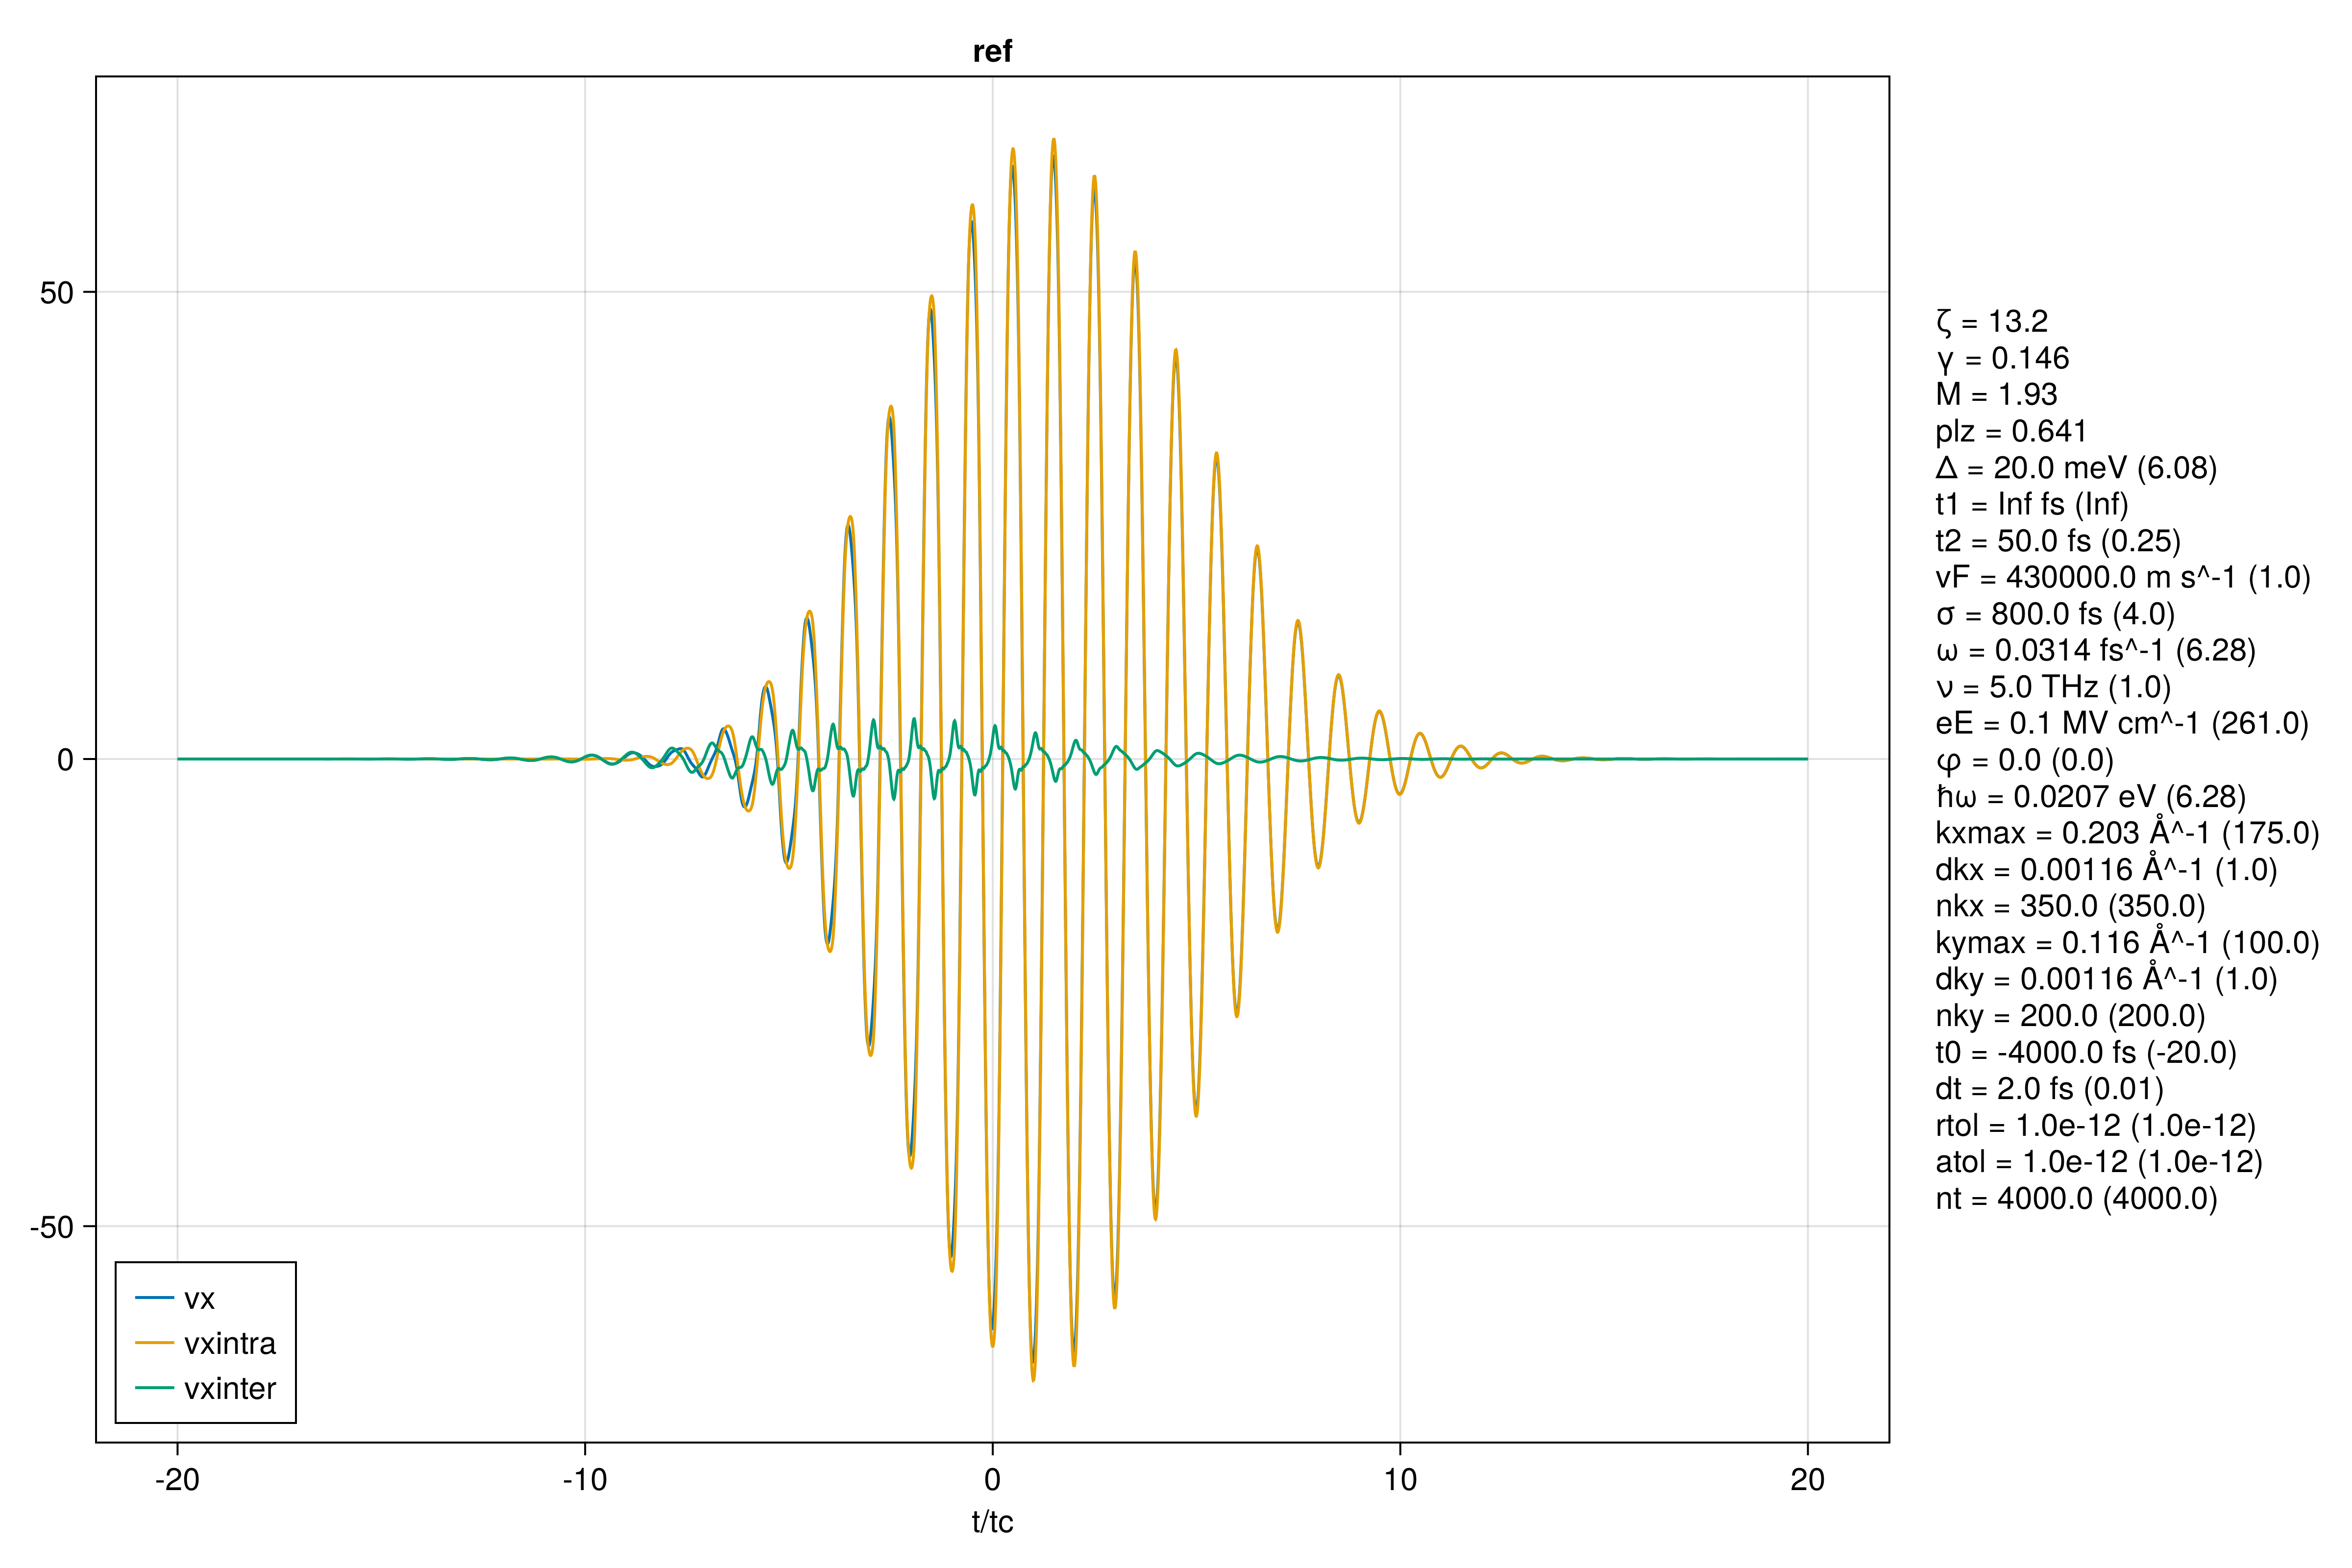 ref
50
0
-50
-20
-10
0
10
20
t/tc
vx
vxintra
vxinter
ζ = 13.2
γ = 0.146
M = 1.93
plz = 0.641
Δ = 20.0 meV (6.08)
t1 = Inf fs (Inf)
t2 = 50.0 fs (0.25)
vF = 430000.0 m s^-1 (1.0)
σ = 800.0 fs (4.0)
ω = 0.0314 fs^-1 (6.28)
ν = 5.0 THz (1.0)
eE = 0.1 MV cm^-1 (261.0)
φ = 0.0 (0.0)
ħω = 0.0207 eV (6.28)
kxmax = 0.203 Å^-1 (175.0)
dkx = 0.00116 Å^-1 (1.0)
nkx = 350.0 (350.0)
kymax = 0.116 Å^-1 (100.0)
dky = 0.00116 Å^-1 (1.0)
nky = 200.0 (200.0)
t0 = -4000.0 fs (-20.0)
dt = 2.0 fs (0.01)
rtol = 1.0e-12 (1.0e-12)
atol = 1.0e-12 (1.0e-12)
nt = 4000.0 (4000.0)